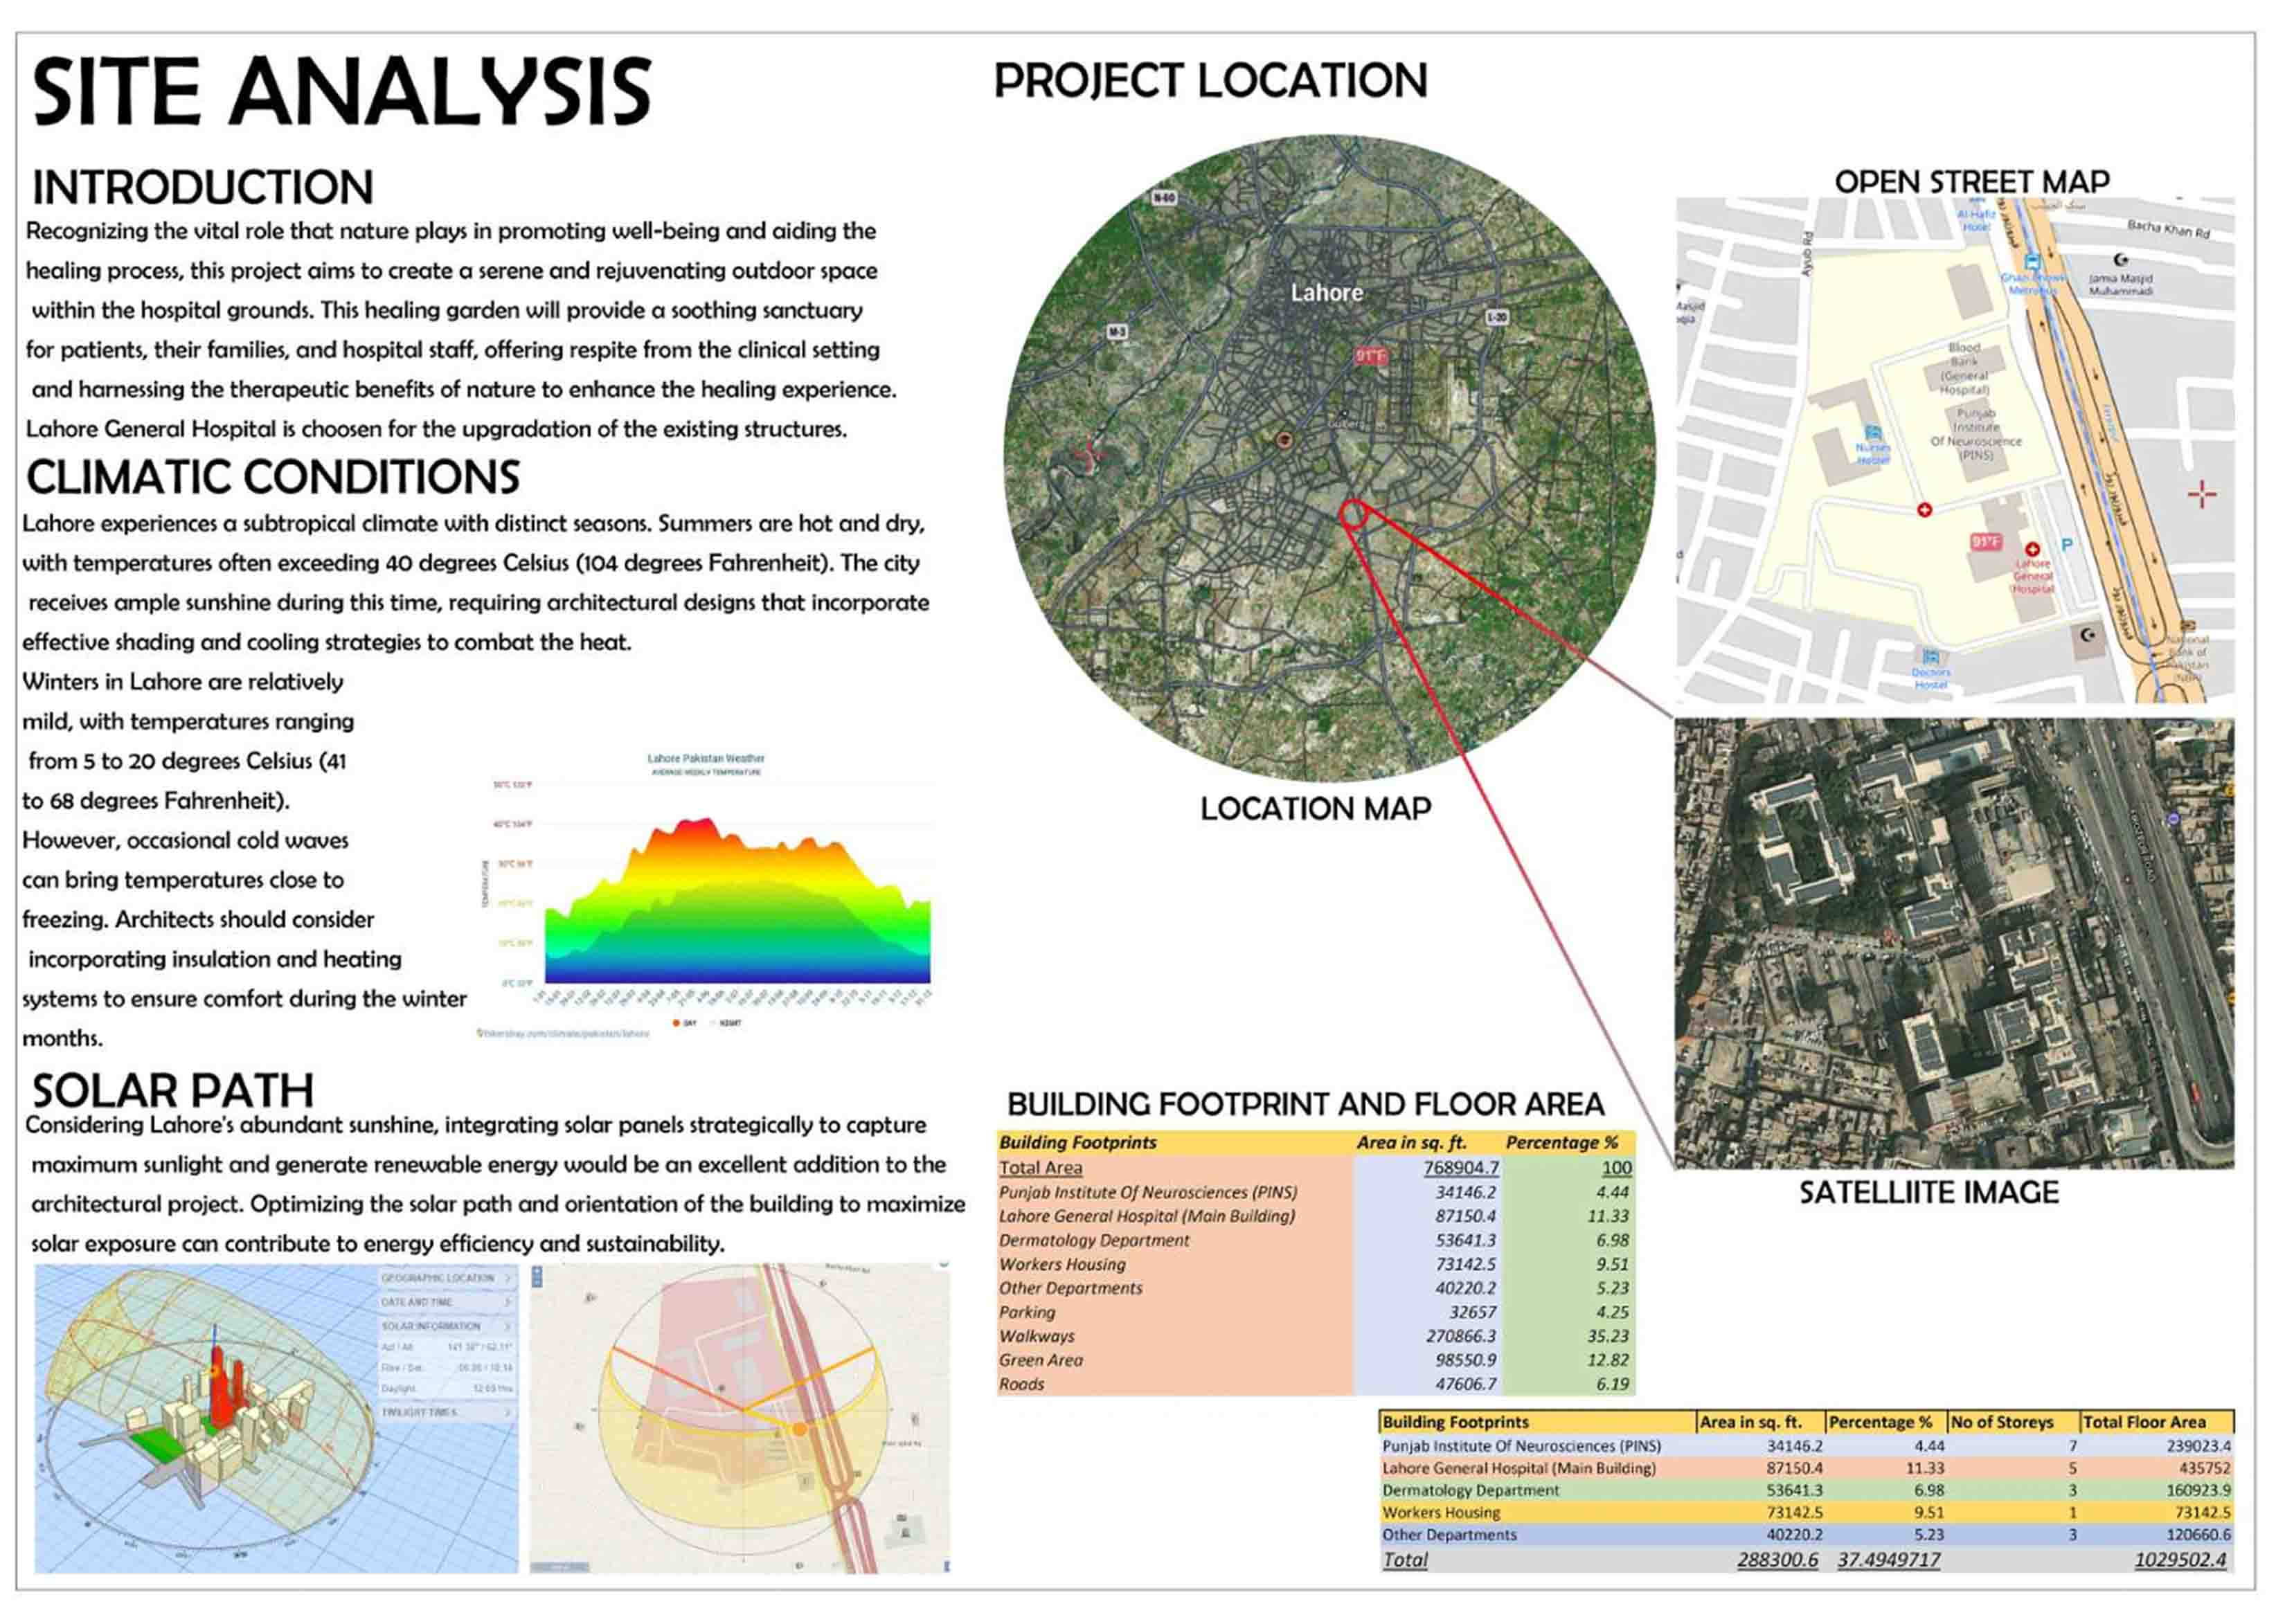 SITE ANALYSIS
INTRODUCTION
Recognizing the vital role that nature plays in promoting well-being and aiding the
healing process, this project aims to create a serene and rejuvenating outdoor space
within the hospital grounds. This healing garden will provide a soothing sanctuary
for patients, their families, and hospital staff, offering respite from the clinical setting
and harnessing the therapeutic benefits of nature to enhance the healing experience.
Lahore General Hospital is choosen for the upgradation of the existing structures.
CLIMATIC CONDITIONS
Lahore experiences a subtropical climate with distinct seasons. Summers are hot and dry,
with temperatures often exceeding 40 degrees Celsius (104 degrees Fahrenheit). The city
receives ample sunshine during this time, requiring architectural designs that incorporate
effective shading and cooling strategies to combat the heat.
Winters in Lahore are relatively
mild, with temperatures ranging
from 5 to 20 degrees Celsius (41
to 68 degrees Fahrenheit).
However, occasional cold waves
can bring temperatures close to
freezing. Architects should consider
incorporating insulation and heating
systems to ensure comfort during the winter
months.
Lahore Pakistan Weather
AVERAGE WEEKLY TEMPERATURE
TEMPERATURE
DAY NIGHT
SOLAR PATH
Considering Lahore's abundant sunshine, integrating solar panels strategically to capture
maximum sunlight and generate renewable energy would be an excellent addition to the
architectural project. Optimizing the solar path and orientation of the building to maximize
solar exposure can contribute to energy efficiency and sustainability.
GEOGRAPHIC LOCATION
DATE AND TIME
SOLAR INFORMATION
Daylight
TWILIGHT TIMES
PROJECT LOCATION
N-60
Lahore
M-3
L-20
91°F
LOCATION MAP
OPEN STREET MAP
Al-Hafiz
Hotel
Ayub Rd
Bacha Khan Rd
Jamia Masjid
Muhammadi
Blood
Bank
(General
Hospital)
Punjab
Institute
Of Neuroscience
(PINS)
Nurses
Hostel
91°F
P
Lahore
General
Hospital
National
Bank of
Pakistan
Doctors
Hostel
SATELLIITE IMAGE
BUILDING FOOTPRINT AND FLOOR AREA
Building Footprints Area in sq. ft. Percentage %
Total Area 768904.7 100
Punjab Institute Of Neurosciences (PINS) 34146.2 4.44
Lahore General Hospital (Main Building) 87150.4 11.33
Dermatology Department 53641.3 6.98
Workers Housing 73142.5 9.51
Other Departments 40220.2 5.23
Parking 32657 4.25
Walkways 270866.3 35.23
Green Area 98550.9 12.82
Roads 47606.7 6.19
Building Footprints Area in sq. ft. Percentage % No of Storeys Total Floor Area
Punjab Institute Of Neurosciences (PINS) 34146.2 4.44 7 239023.4
Lahore General Hospital (Main Building) 87150.4 11.33 5 435752
Dermatology Department 53641.3 6.98 3 160923.9
Workers Housing 73142.5 9.51 1 73142.5
Other Departments 40220.2 5.23 3 120660.6
Total 288300.6 37.4949717 1029502.4